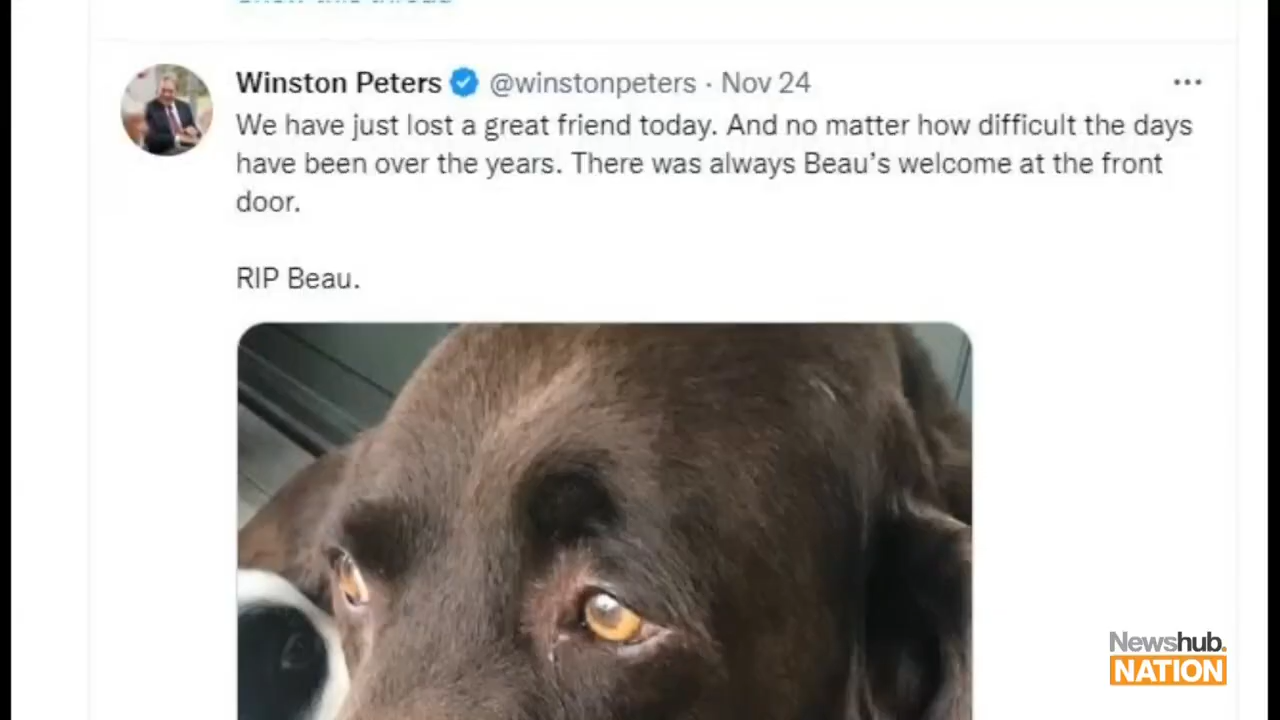 Winston Peters @winstonpeters · Nov 24
We have just lost a great friend today. And no matter how difficult the days
have been over the years. There was always Beau’s welcome at the front
door.
RIP Beau.
Newshub.
NATION